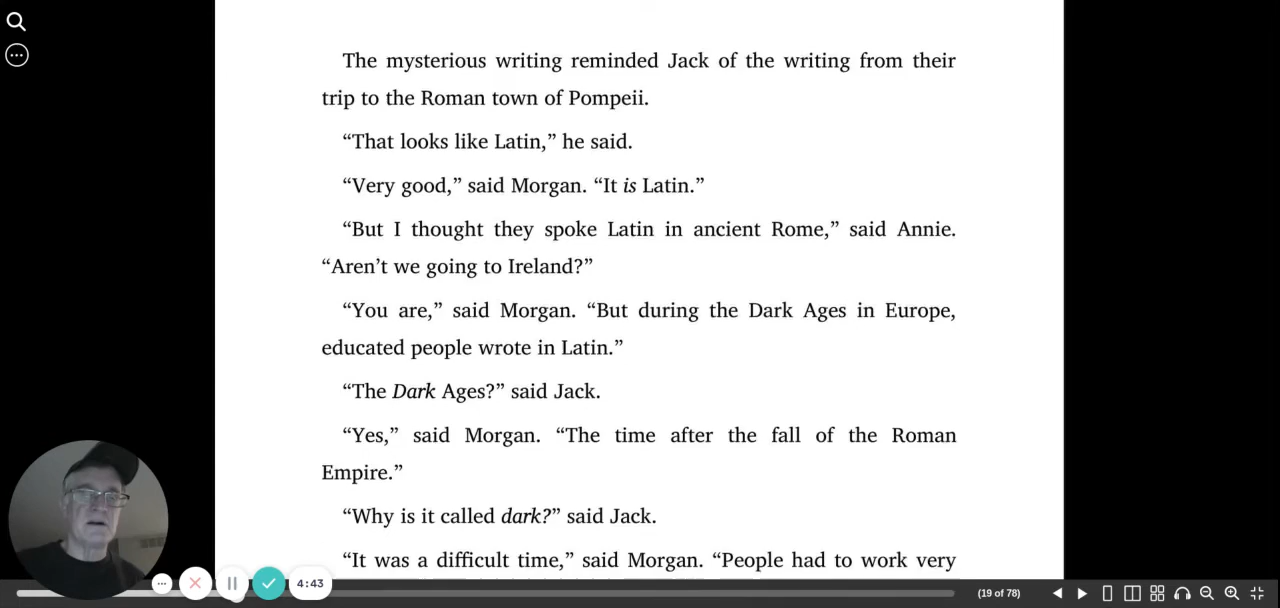 The mysterious writing reminded Jack of the writing from their
trip to the Roman town of Pompeii.
“That looks like Latin,” he said.
“Very good,” said Morgan. “It is Latin.”
“But I thought they spoke Latin in ancient Rome,” said Annie.
“Aren’t we going to Ireland?”
“You are,” said Morgan. “But during the Dark Ages in Europe,
educated people wrote in Latin.”
“The Dark Ages?” said Jack.
“Yes,” said Morgan. “The time after the fall of the Roman
Empire.”
“Why is it called dark?” said Jack.
“It was a difficult time,” said Morgan. “People had to work very
4:43
(19 of 78)